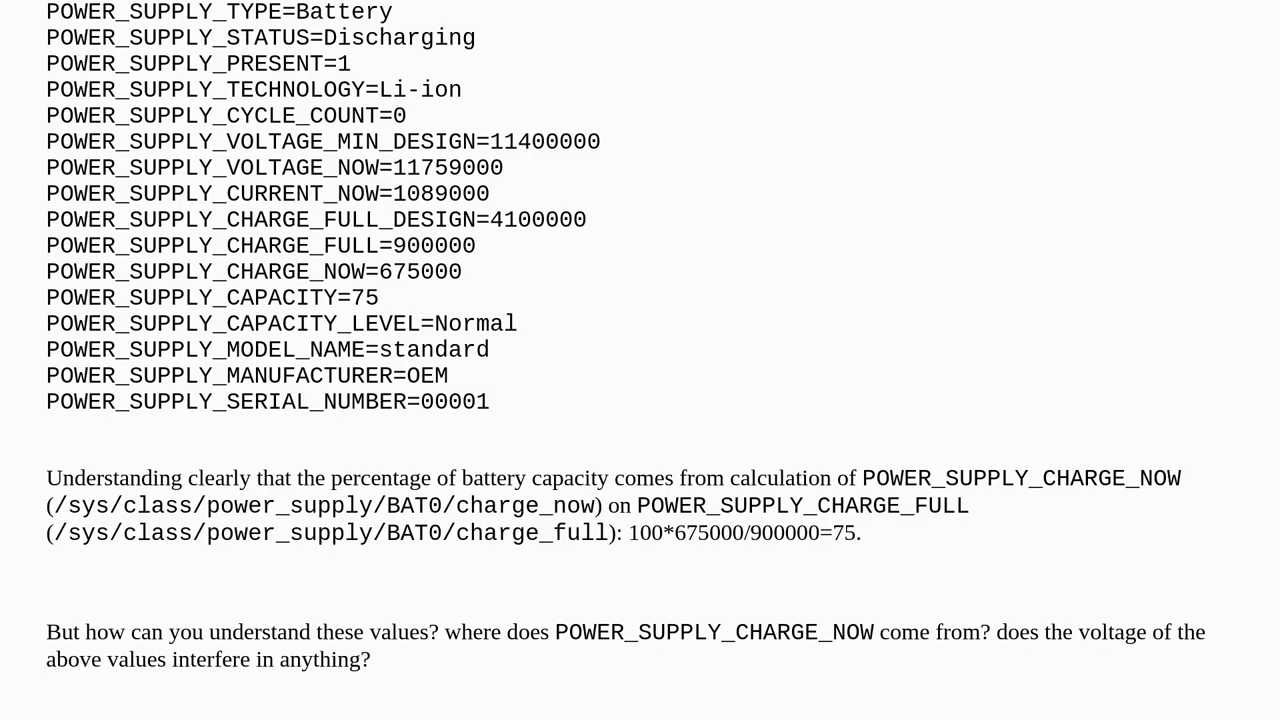 POWER_SUPPLY_TYPE=Battery
POWER_SUPPLY_STATUS=Discharging
POWER_SUPPLY_PRESENT=1
POWER_SUPPLY_TECHNOLOGY=Li-ion
POWER_SUPPLY_CYCLE_COUNT=0
POWER_SUPPLY_VOLTAGE_MIN_DESIGN=11400000
POWER_SUPPLY_VOLTAGE_NOW=11759000
POWER_SUPPLY_CURRENT_NOW=1089000
POWER_SUPPLY_CHARGE_FULL_DESIGN=4100000
POWER_SUPPLY_CHARGE_FULL=900000
POWER_SUPPLY_CHARGE_NOW=675000
POWER_SUPPLY_CAPACITY=75
POWER_SUPPLY_CAPACITY_LEVEL=Normal
POWER_SUPPLY_MODEL_NAME=standard
POWER_SUPPLY_MANUFACTURER=OEM
POWER_SUPPLY_SERIAL_NUMBER=00001
Understanding clearly that the percentage of battery capacity comes from calculation of POWER_SUPPLY_CHARGE_NOW
(/sys/class/power_supply/BAT0/charge_now) on POWER_SUPPLY_CHARGE_FULL
(/sys/class/power_supply/BAT0/charge_full): 100*675000/900000=75.
But how can you understand these values? where does POWER_SUPPLY_CHARGE_NOW come from? does the voltage of the
above values interfere in anything?